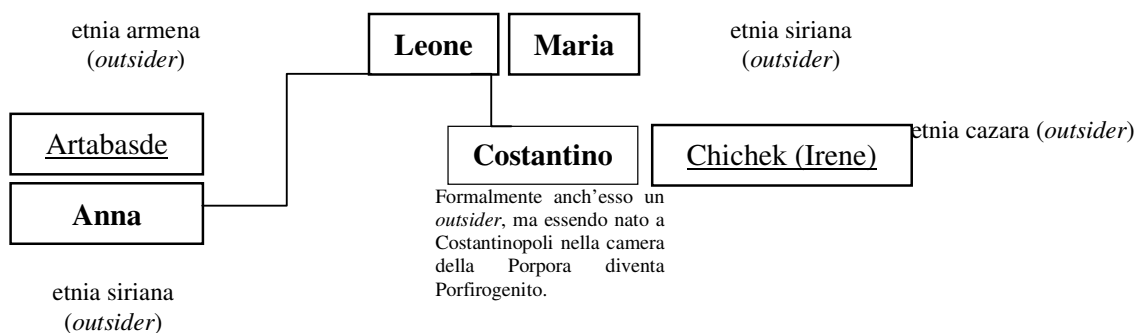 etnia armena
(outsider)
Leone
Maria
etnia siriana
(outsider)
Artabasde
Anna
Costantino
Chichek (Irene)
etnia cazara (outsider)
Formalmente anch’esso un
outsider, ma essendo nato a
Costantinopoli nella camera
della Porpora diventa
Porfirogenito.
etnia siriana
(outsider)